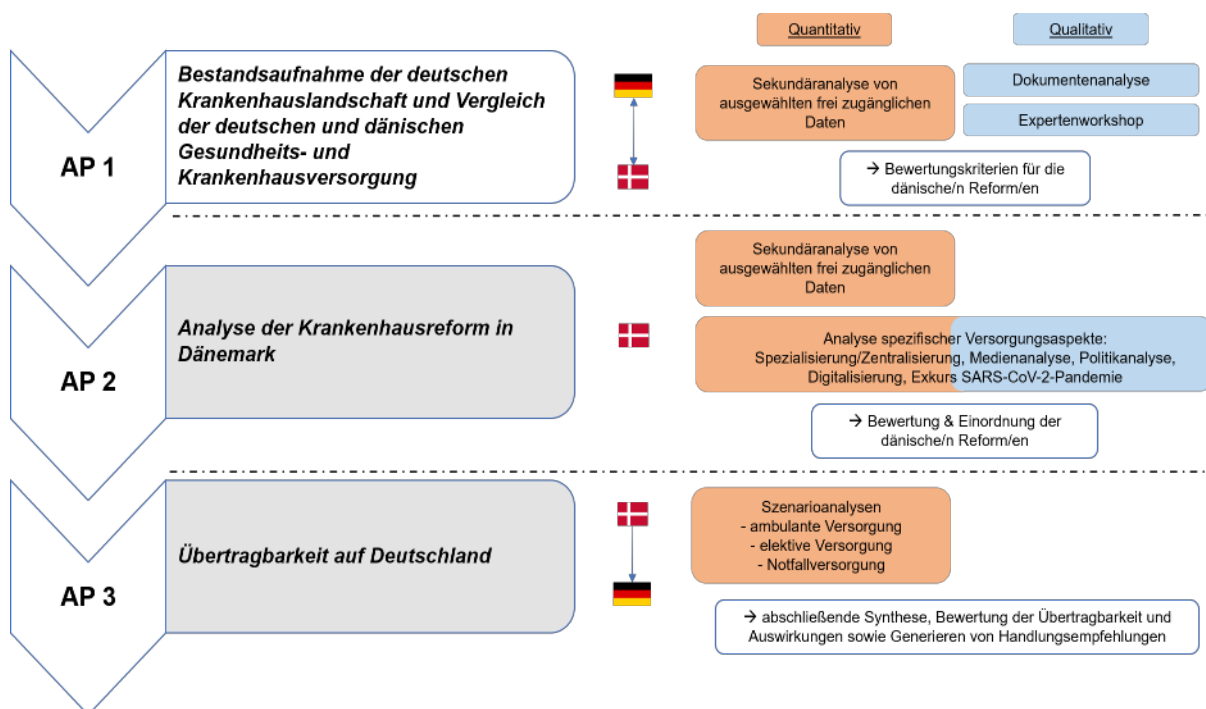 Quantitativ
Qualitativ
AP 1
Bestandsaufnahme der deutschen
Krankenhauslandschaft und Vergleich
der deutschen und dänischen
Gesundheits- und
Krankenhausversorgung
Sekundäranalyse von
ausgewählten frei zugänglichen
Daten
Dokumentenanalyse
Expertenworkshop
→ Bewertungskriterien für die
dänische/n Reform/en
AP 2
Analyse der Krankenhausreform in
Dänemark
Sekundäranalyse von
ausgewählten frei zugänglichen
Daten
Analyse spezifischer Versorgungsaspekte:
Spezialisierung/Zentralisierung, Medienanalyse, Politikanalyse,
Digitalisierung, Exkurs SARS-CoV-2-Pandemie
→ Bewertung & Einordnung der
dänische/n Reform/en
AP 3
Übertragbarkeit auf Deutschland
Szenarioanalysen
- ambulante Versorgung
- elektive Versorgung
- Notfallversorgung
→ abschließende Synthese, Bewertung der Übertragbarkeit und
Auswirkungen sowie Generieren von Handlungsempfehlungen